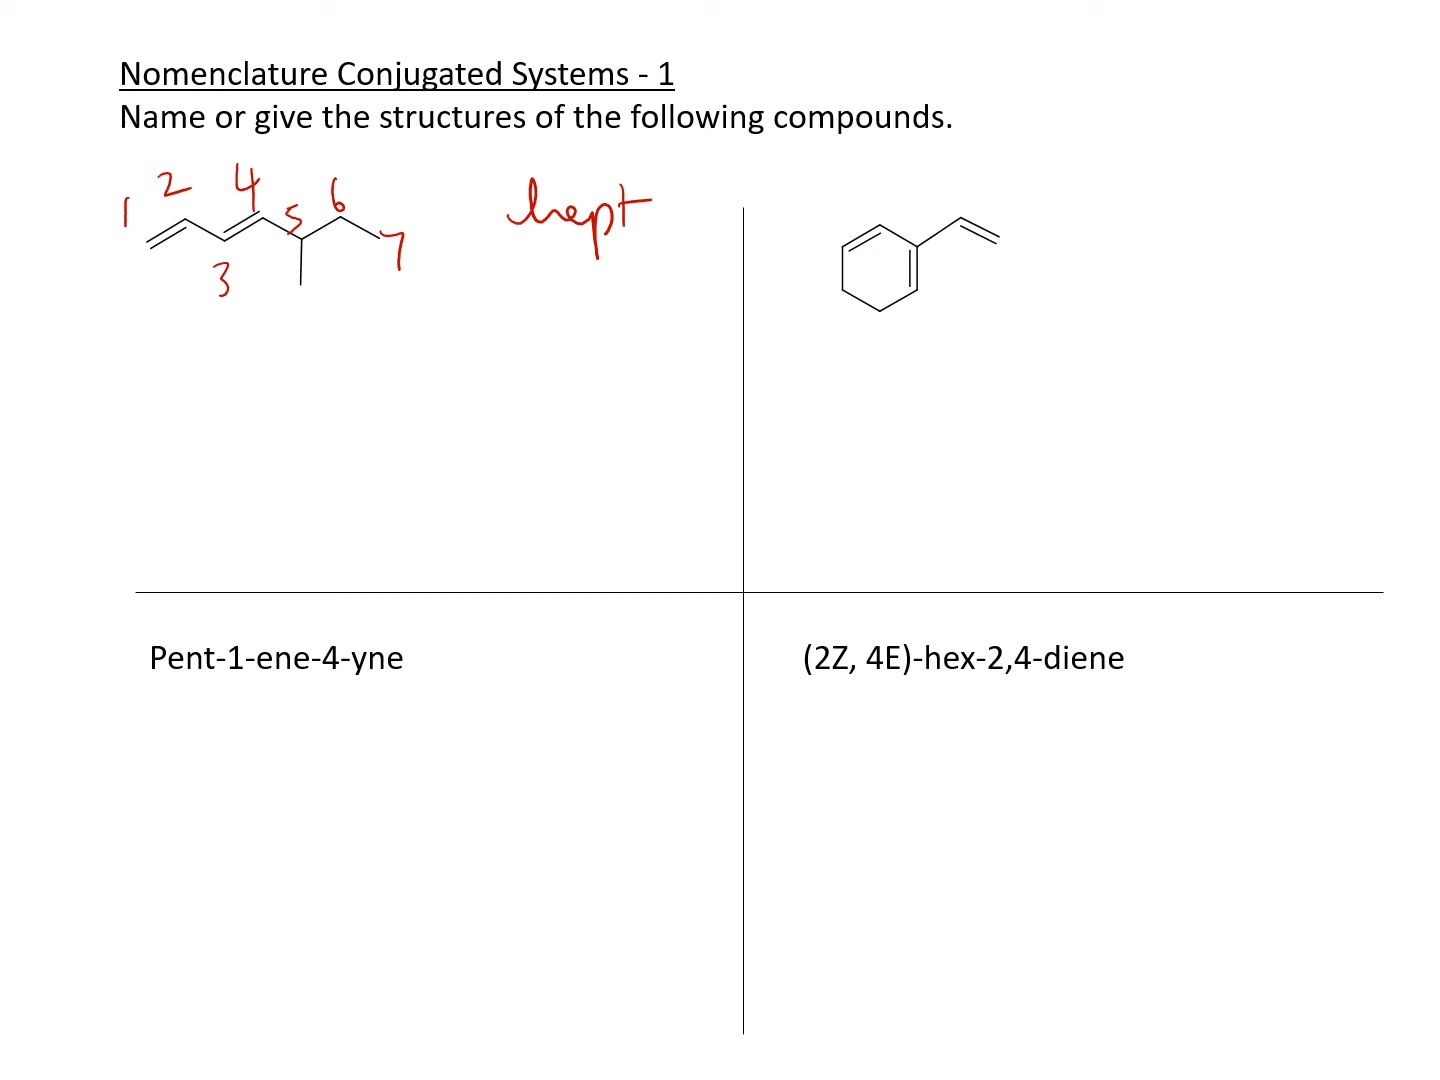 Nomenclature Conjugated Systems - 1
Name or give the structures of the following compounds.
1 2 3 4 5 6 7 hept
Pent-1-ene-4-yne
(2Z, 4E)-hex-2,4-diene